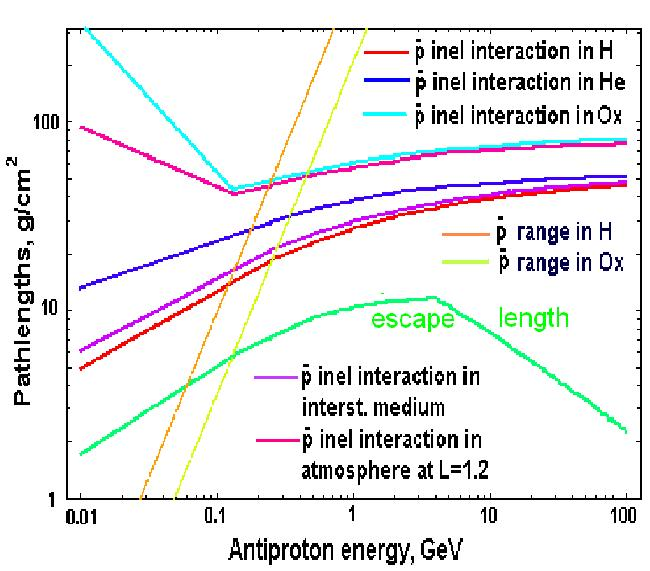 p̄ inel interaction in H
p̄ inel interaction in He
p̄ inel interaction in Ox
100
Pathlengths, g/cm²
p̄ range in H
p̄ range in Ox
10
escape length
p̄ inel interaction in
interst. medium
p̄ inel interaction in
atmosphere at L=1.2
1
0.01 0.1 1 10 100
Antiproton energy, GeV